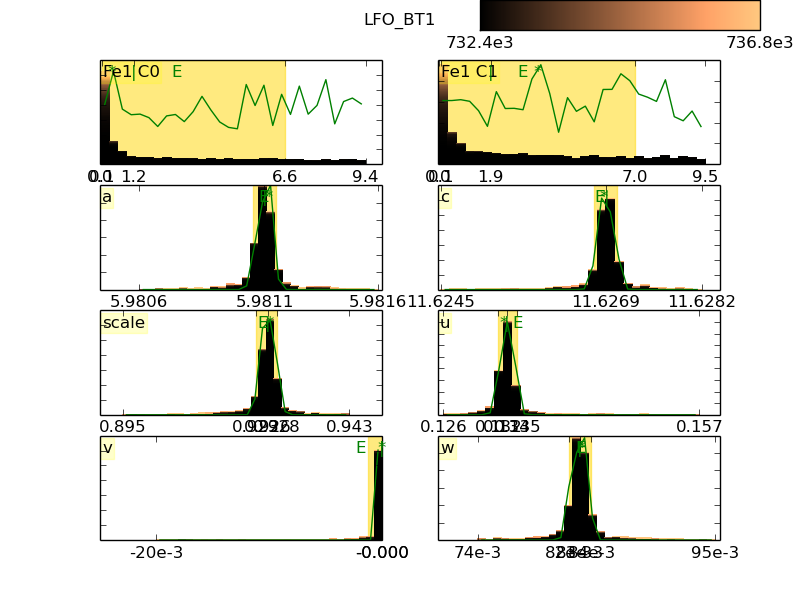 LFO_BT1
732.4e3 736.8e3
Fe1 C0 E *
Fe1 C1 E *
0.1 1.2 6.6 9.4
0.1 1.9 7.0 9.5
a E*
c E*
5.9806 5.9811 5.9816
11.6245 11.6269 11.6282
scale E*
u * E
0.895 0.943
0.126 0.157
v E *
w E*
-20e-3 -0.000
74e-3 95e-3